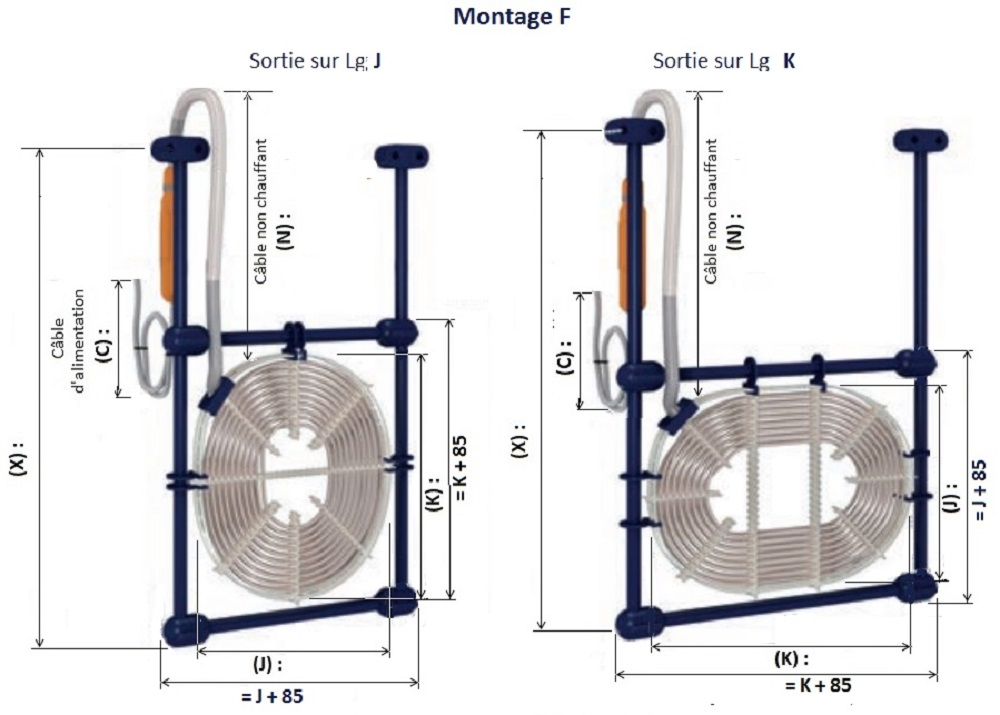 Montage F
Sortie sur Lg J
Câble non chauffant
(N) :
Câble
d'alimentation
(C) :
(X) :
(K) :
= K + 85
(J) :
= J + 85
Sortie sur Lg K
Câble non chauffant
(N) :
(C) :
(X) :
(J) :
= J + 85
(K) :
= K + 85